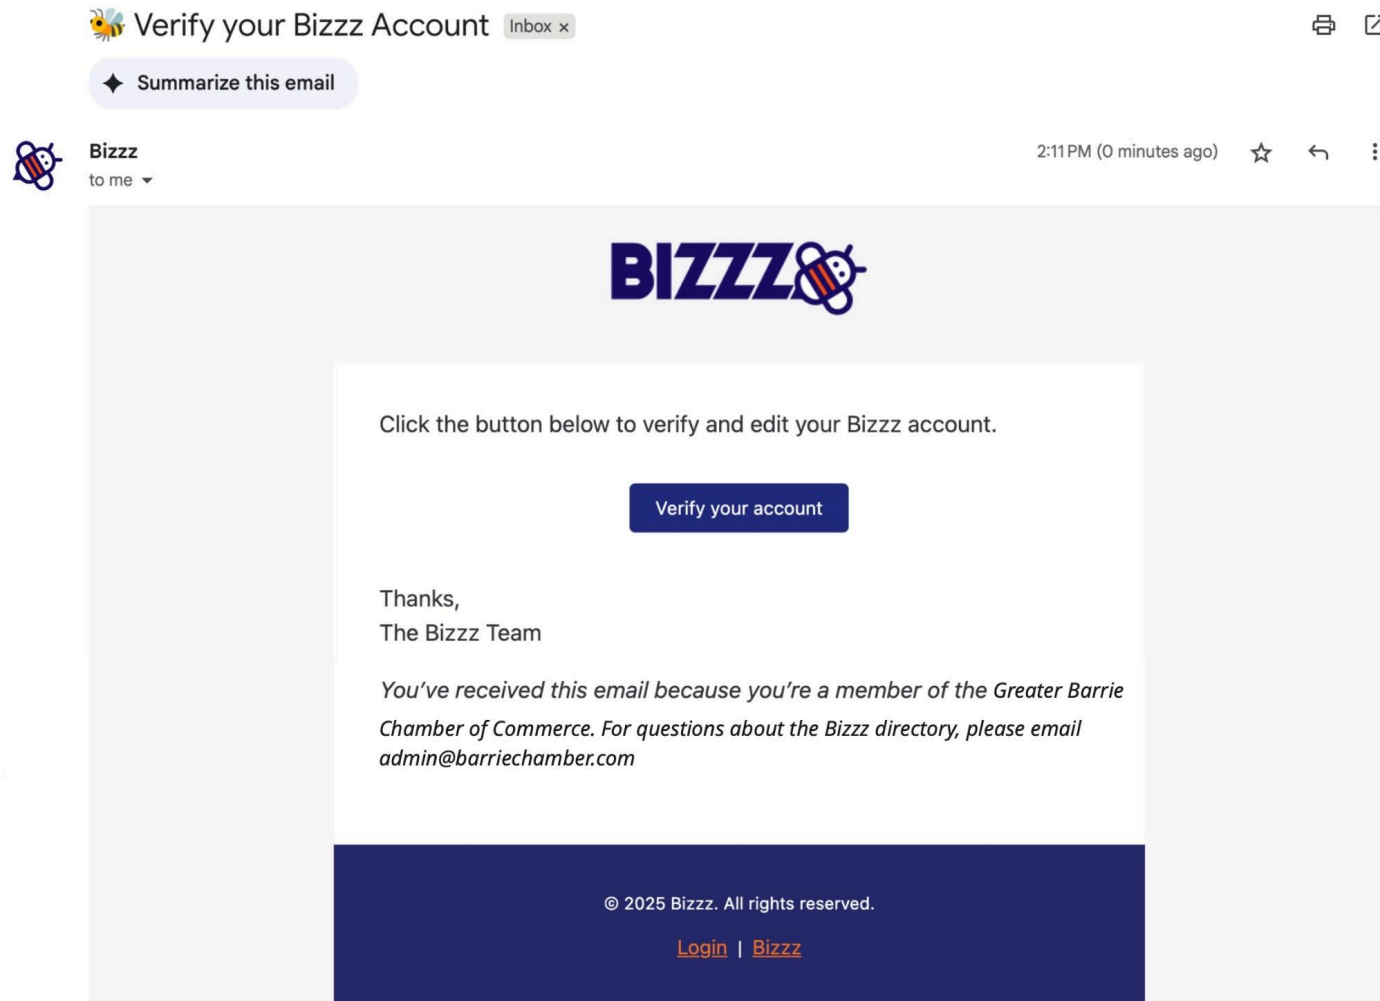 Verify your Bizzz Account Inbox ×
Summarize this email
Bizzz
2:11 PM (0 minutes ago)
to me
BIZZZ
Click the button below to verify and edit your Bizzz account.
Verify your account
Thanks,
The Bizzz Team
You've received this email because you're a member of the Greater Barrie
Chamber of Commerce. For questions about the Bizzz directory, please email
admin@barriechamber.com
© 2025 Bizzz. All rights reserved.
Login | Bizzz